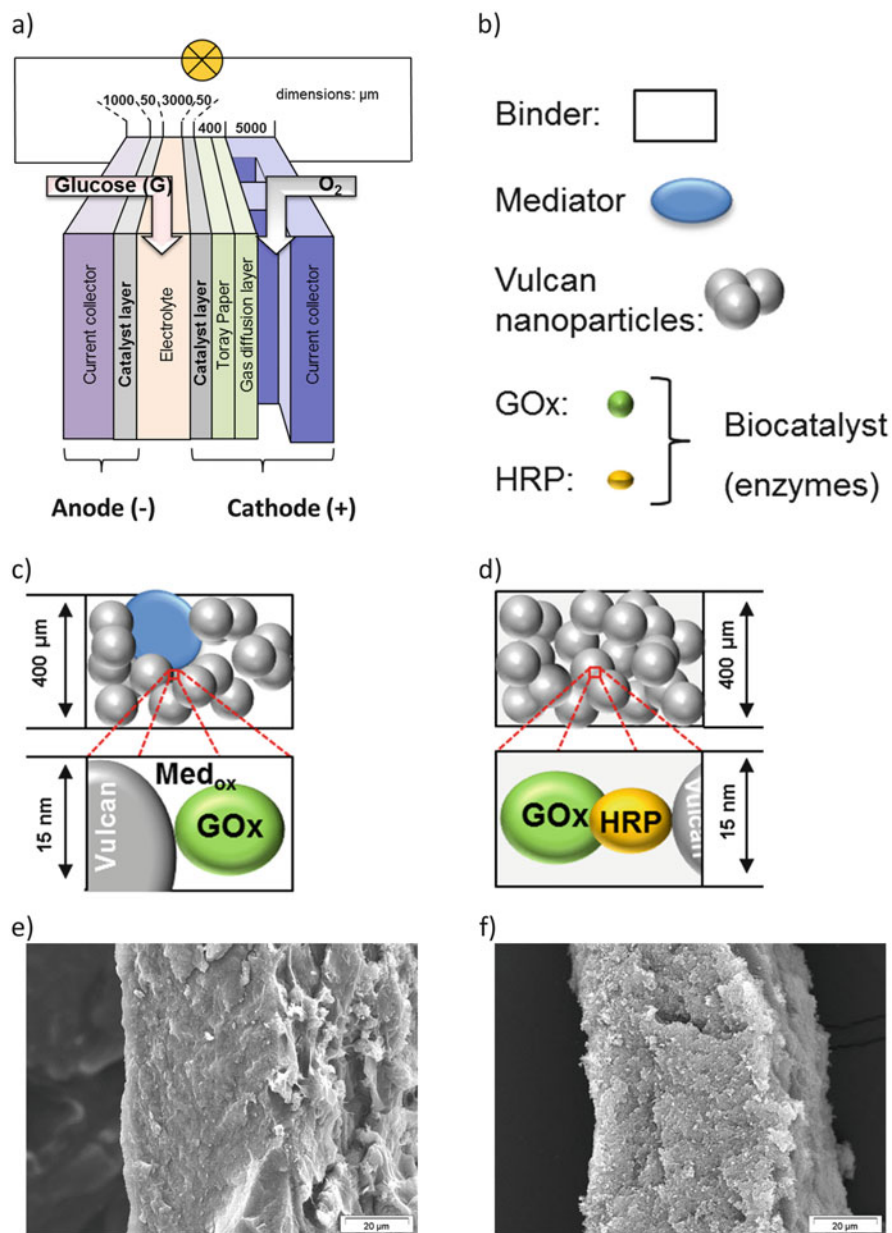 a)
dimensions: µm
1000 50 3000 50
400 5000
Glucose (G)
O2
Current collector
Catalyst layer
Electrolyte
Catalyst layer
Toray Paper
Gas diffusion layer
Current collector
Anode (-)
Cathode (+)
b)
Binder:
Mediator
Vulcan
nanoparticles:
GOx:
HRP:
Biocatalyst
(enzymes)
c)
400 µm
15 nm
Vulcan
Medox
GOx
d)
400 µm
GOx
HRP
Vulcan
15 nm
e)
20 µm
f)
20 µm